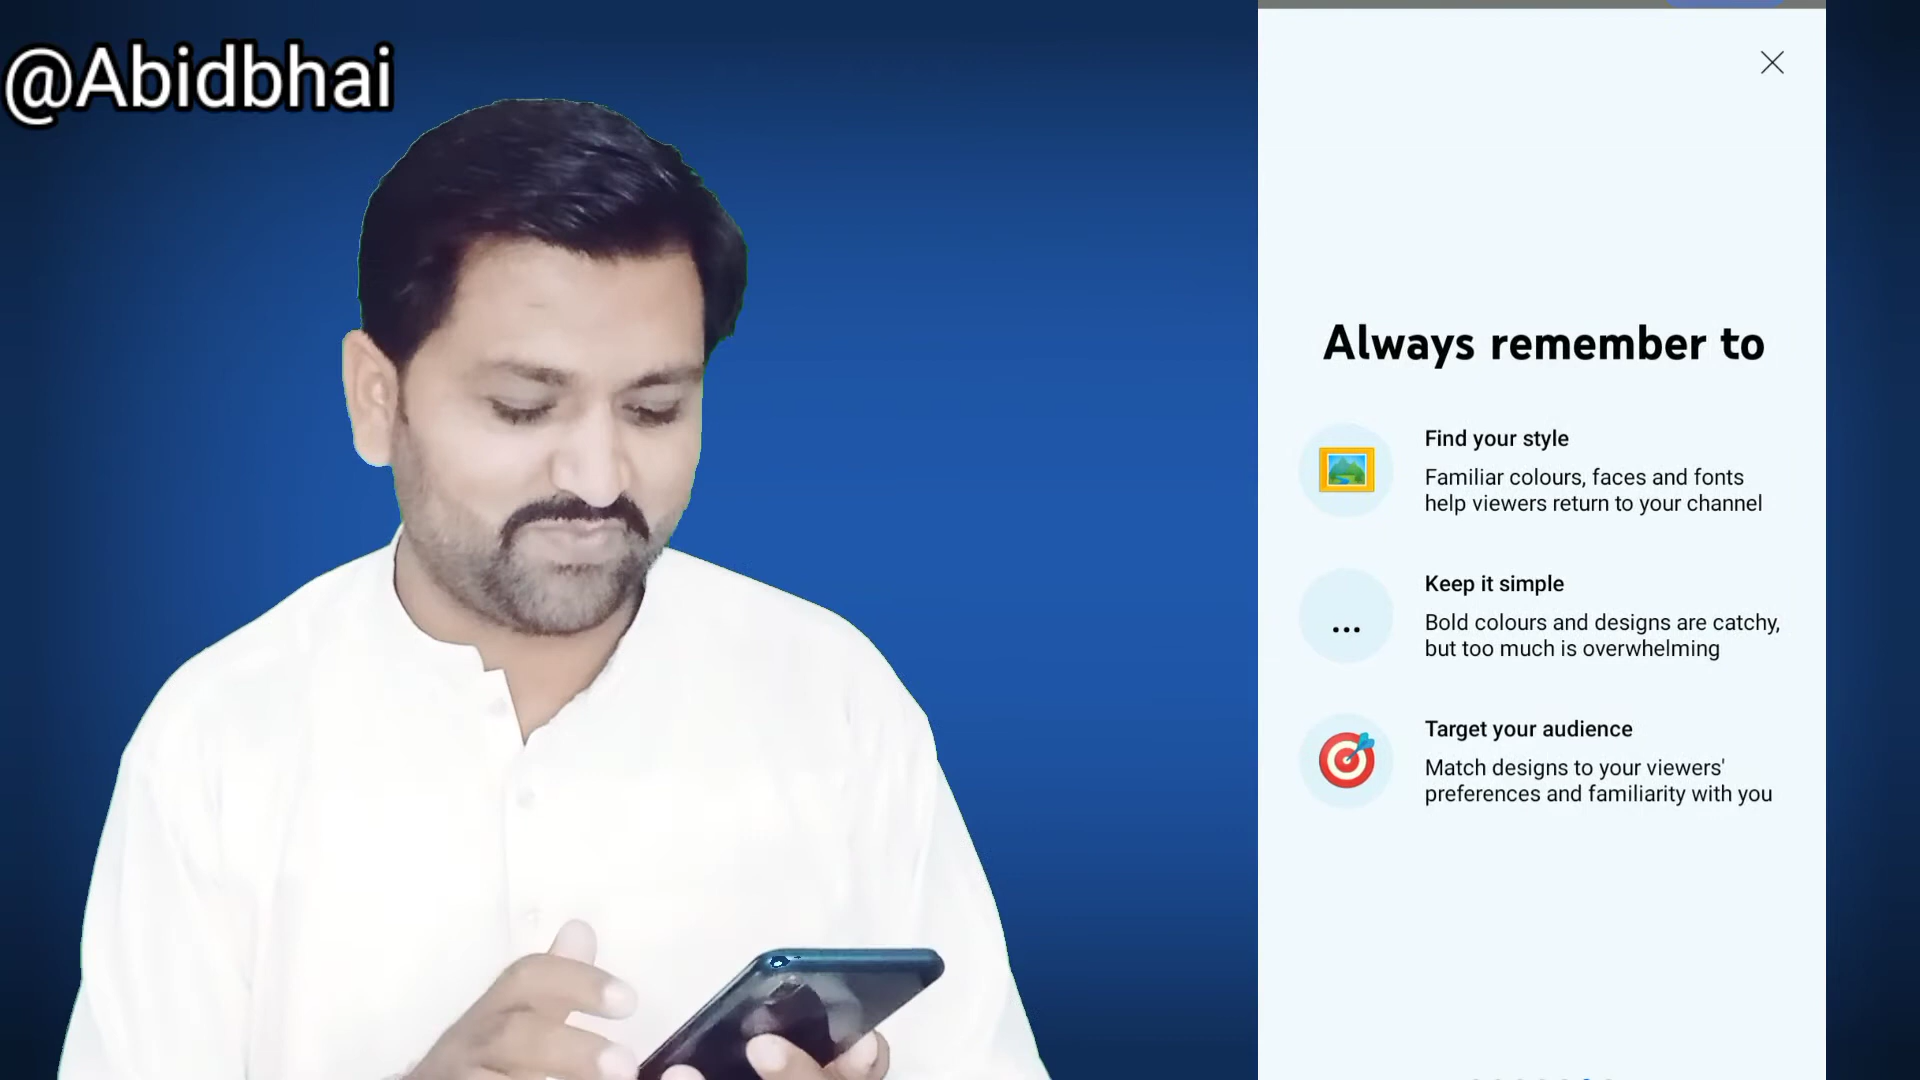 @Abidbhai
Always remember to
Find your style
Familiar colours, faces and fonts
help viewers return to your channel
Keep it simple
Bold colours and designs are catchy,
but too much is overwhelming
Target your audience
Match designs to your viewers'
preferences and familiarity with you